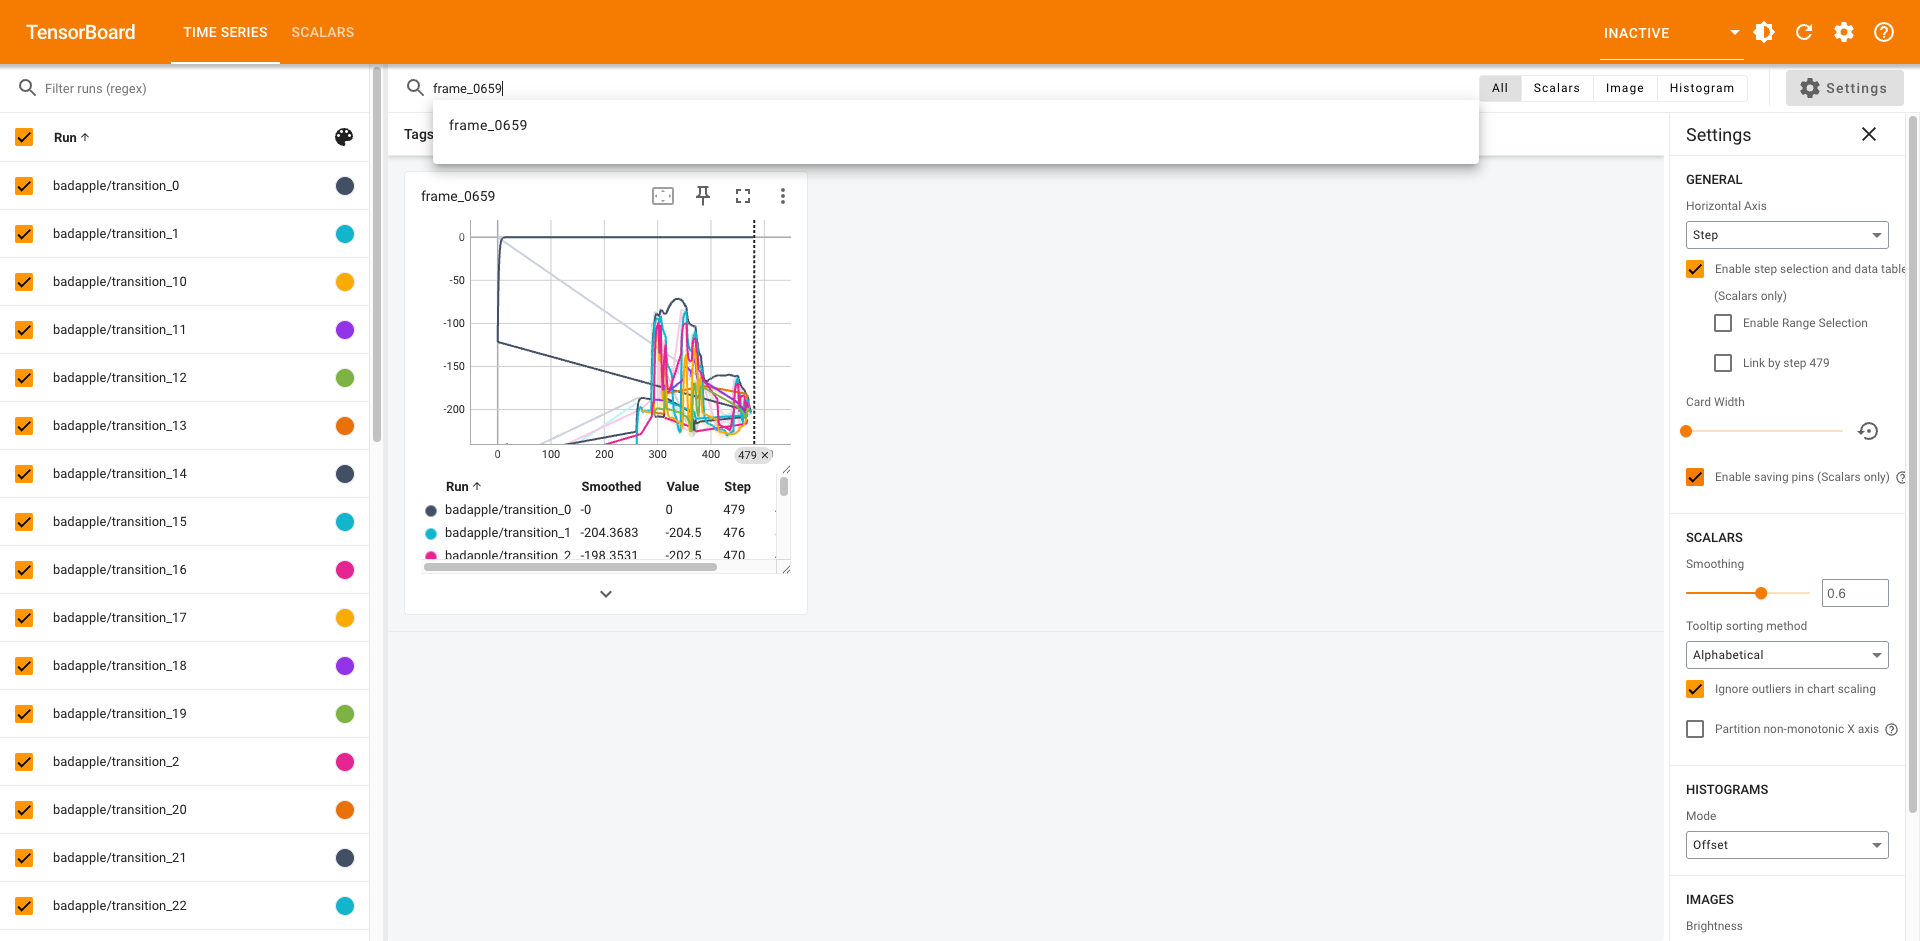 TensorBoard
TIME SERIES
SCALARS
INACTIVE
Filter runs (regex)
frame_0659
All
Scalars
Image
Histogram
Settings
frame_0659
Run
Tags
badapple/transition_0
badapple/transition_1
badapple/transition_10
badapple/transition_11
badapple/transition_12
badapple/transition_13
badapple/transition_14
badapple/transition_15
badapple/transition_16
badapple/transition_17
badapple/transition_18
badapple/transition_19
badapple/transition_2
badapple/transition_20
badapple/transition_21
badapple/transition_22
frame_0659
0
-50
-100
-150
-200
0 100 200 300 400 479
Run Smoothed Value Step
badapple/transition_0 -0 0 479
badapple/transition_1 -204.3683 -204.5 476
badapple/transition_2 -198.3531 -202.5 470
Settings
GENERAL
Horizontal Axis
Step
Enable step selection and data table
(Scalars only)
Enable Range Selection
Link by step 479
Card Width
Enable saving pins (Scalars only)
SCALARS
Smoothing
0.6
Tooltip sorting method
Alphabetical
Ignore outliers in chart scaling
Partition non-monotonic X axis
HISTOGRAMS
Mode
Offset
IMAGES
Brightness